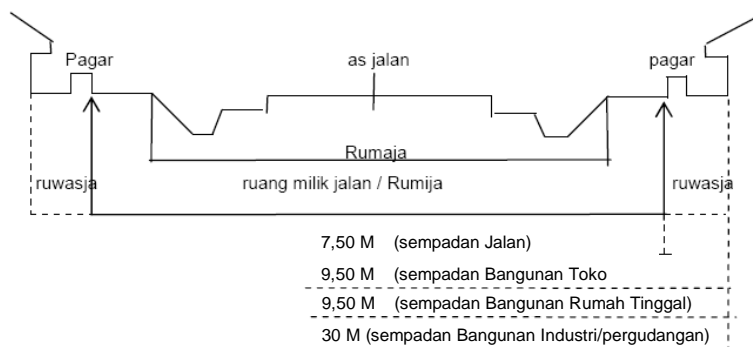 Pagar as jalan pagar
Rumaja
ruwasja ruang milik jalan / Rumija ruwasja
7,50 M (sempadan Jalan)
9,50 M (sempadan Bangunan Toko
9,50 M (sempadan Bangunan Rumah Tinggal)
30 M (sempadan Bangunan Industri/pergudangan)